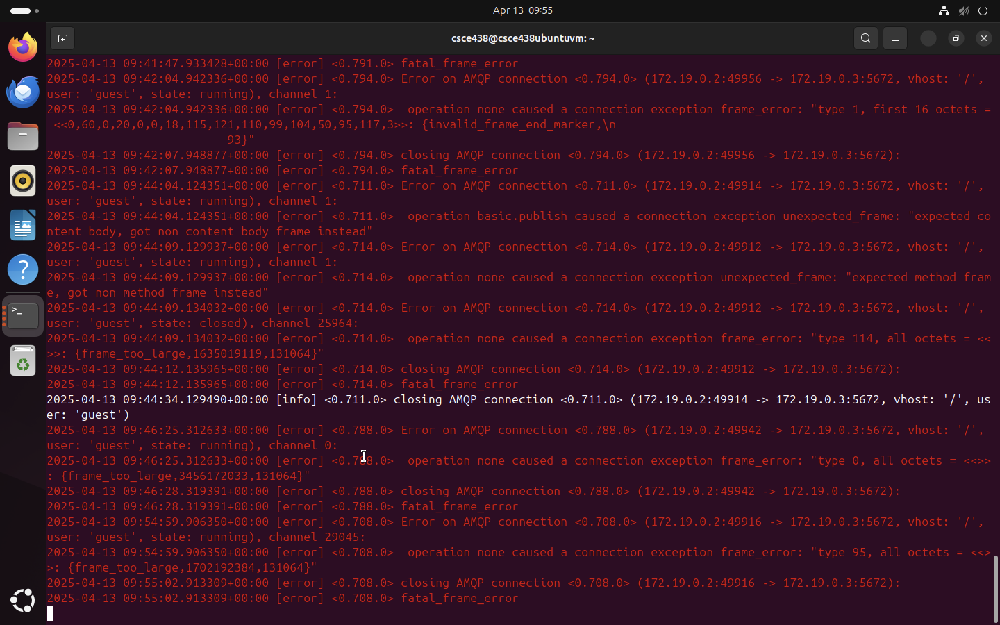 Apr 13 09:55
csce438@csce438ubuntuvm: ~
2025-04-13 09:41:47.933428+00:00 [error] <0.791.0> fatal_frame_error
2025-04-13 09:42:04.942336+00:00 [error] <0.794.0> Error on AMQP connection <0.794.0> (172.19.0.2:49956 -> 172.19.0.3:5672, vhost: '/',
user: 'guest', state: running), channel 1:
2025-04-13 09:42:04.942336+00:00 [error] <0.794.0>  operation none caused a connection exception frame_error: "type 1, first 16 octets =
<<0,60,0,20,0,0,18,115,121,110,99,104,50,95,117,3>>: {invalid_frame_end_marker,\n
93}"
2025-04-13 09:42:07.948877+00:00 [error] <0.794.0> closing AMQP connection <0.794.0> (172.19.0.2:49956 -> 172.19.0.3:5672):
2025-04-13 09:42:07.948877+00:00 [error] <0.794.0> fatal_frame_error
2025-04-13 09:44:04.124351+00:00 [error] <0.711.0> Error on AMQP connection <0.711.0> (172.19.0.2:49914 -> 172.19.0.3:5672, vhost: '/',
user: 'guest', state: running), channel 1:
2025-04-13 09:44:04.124351+00:00 [error] <0.711.0>  operation basic.publish caused a connection exception unexpected_frame: "expected co
ntent body, got non content body frame instead"
2025-04-13 09:44:09.129937+00:00 [error] <0.714.0> Error on AMQP connection <0.714.0> (172.19.0.2:49912 -> 172.19.0.3:5672, vhost: '/',
user: 'guest', state: running), channel 1:
2025-04-13 09:44:09.129937+00:00 [error] <0.714.0>  operation none caused a connection exception unexpected_frame: "expected method fram
e, got non method frame instead"
2025-04-13 09:44:09.134032+00:00 [error] <0.714.0> Error on AMQP connection <0.714.0> (172.19.0.2:49912 -> 172.19.0.3:5672, vhost: '/',
user: 'guest', state: closed), channel 25964:
2025-04-13 09:44:09.134032+00:00 [error] <0.714.0>  operation none caused a connection exception frame_error: "type 114, all octets = <<
>>: {frame_too_large,1635019119,131064}"
2025-04-13 09:44:12.135965+00:00 [error] <0.714.0> closing AMQP connection <0.714.0> (172.19.0.2:49912 -> 172.19.0.3:5672):
2025-04-13 09:44:12.135965+00:00 [error] <0.714.0> fatal_frame_error
2025-04-13 09:44:34.129490+00:00 [info] <0.711.0> closing AMQP connection <0.711.0> (172.19.0.2:49914 -> 172.19.0.3:5672, vhost: '/', us
er: 'guest')
2025-04-13 09:46:25.312633+00:00 [error] <0.788.0> Error on AMQP connection <0.788.0> (172.19.0.2:49942 -> 172.19.0.3:5672, vhost: '/',
user: 'guest', state: running), channel 0:
2025-04-13 09:46:25.312633+00:00 [error] <0.788.0>  operation none caused a connection exception frame_error: "type 0, all octets = <<>>
: {frame_too_large,3456172033,131064}"
2025-04-13 09:46:28.319391+00:00 [error] <0.788.0> closing AMQP connection <0.788.0> (172.19.0.2:49942 -> 172.19.0.3:5672):
2025-04-13 09:46:28.319391+00:00 [error] <0.788.0> fatal_frame_error
2025-04-13 09:54:59.906350+00:00 [error] <0.708.0> Error on AMQP connection <0.708.0> (172.19.0.2:49916 -> 172.19.0.3:5672, vhost: '/',
user: 'guest', state: running), channel 29045:
2025-04-13 09:54:59.906350+00:00 [error] <0.708.0>  operation none caused a connection exception frame_error: "type 95, all octets = <<>
>: {frame_too_large,1702192384,131064}"
2025-04-13 09:55:02.913309+00:00 [error] <0.708.0> closing AMQP connection <0.708.0> (172.19.0.2:49916 -> 172.19.0.3:5672):
2025-04-13 09:55:02.913309+00:00 [error] <0.708.0> fatal_frame_error